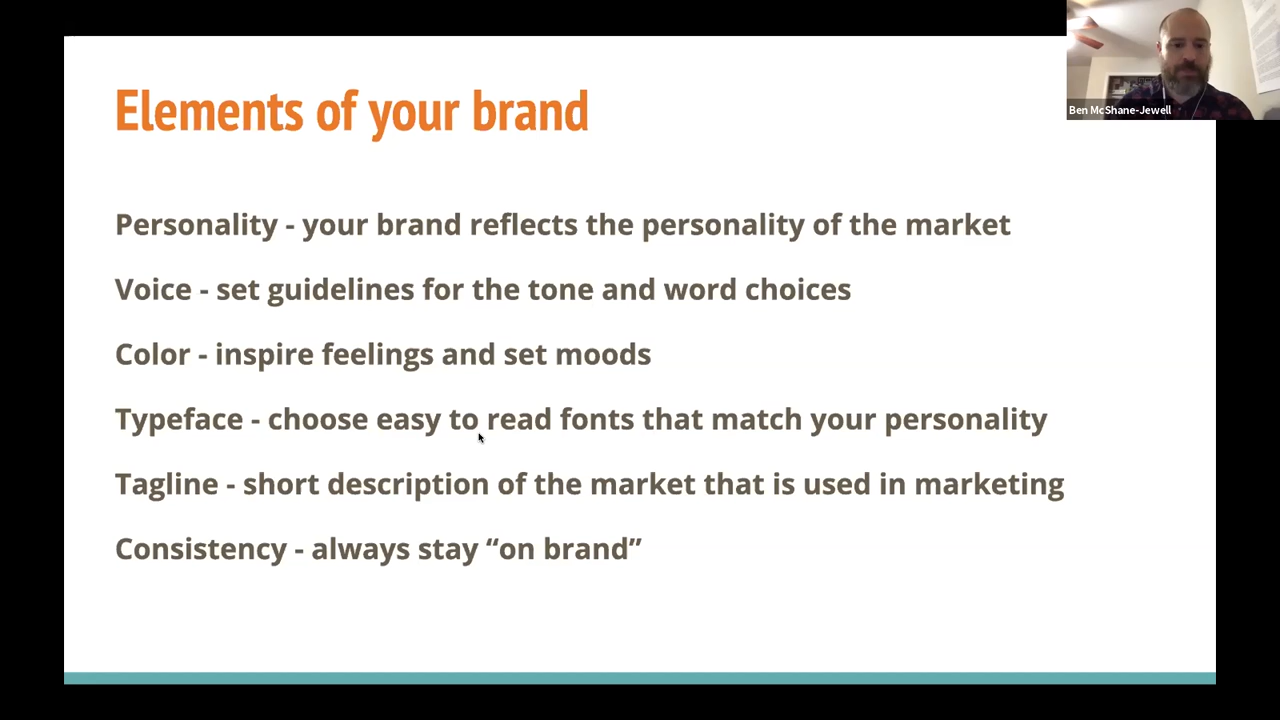 Elements of your brand
Ben McShane-Jewell
Personality - your brand reflects the personality of the market
Voice - set guidelines for the tone and word choices
Color - inspire feelings and set moods
Typeface - choose easy to read fonts that match your personality
Tagline - short description of the market that is used in marketing
Consistency - always stay “on brand”